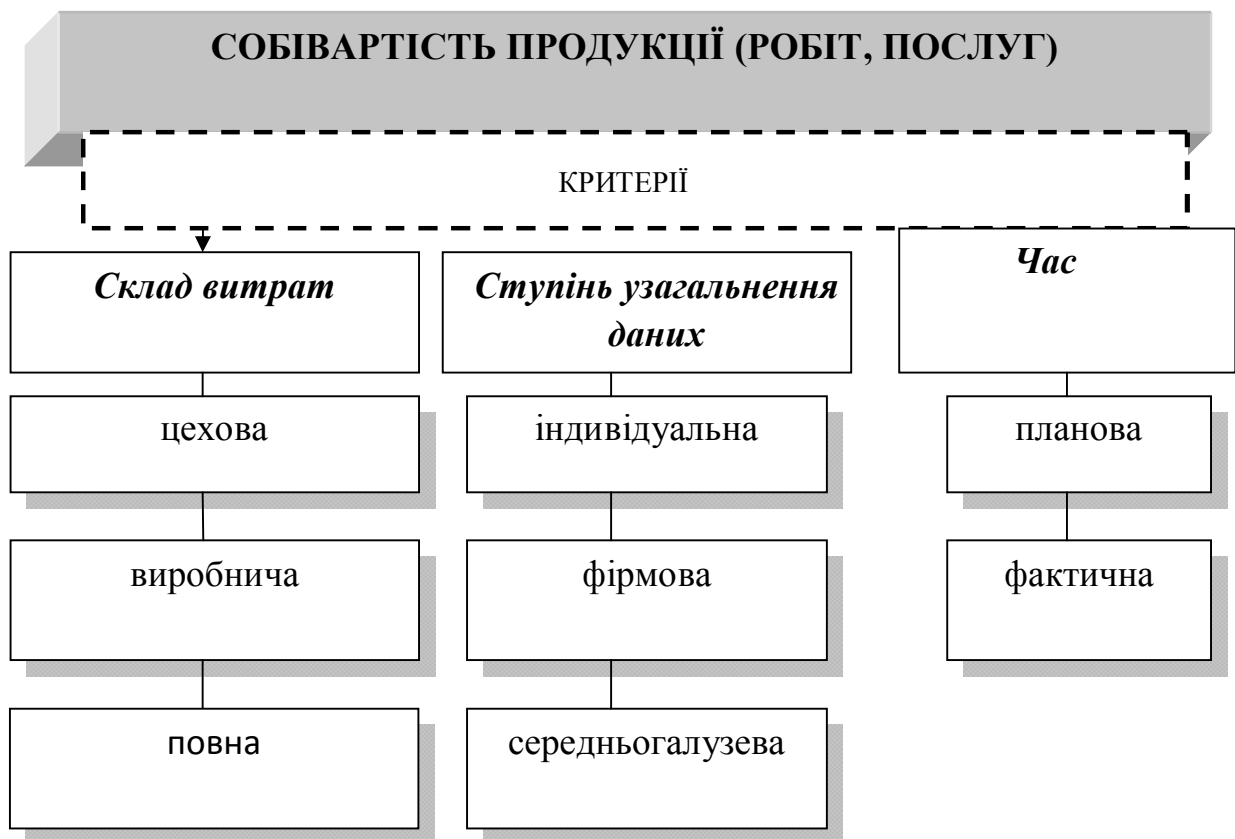 СОБІВАРТІСТЬ ПРОДУКЦІЇ (РОБІТ, ПОСЛУГ)
КРИТЕРІЇ
Склад витрат
Ступінь узагальнення
даних
Час
цехова
індивідуальна
планова
виробнича
фірмова
фактична
повна
середньогалузева